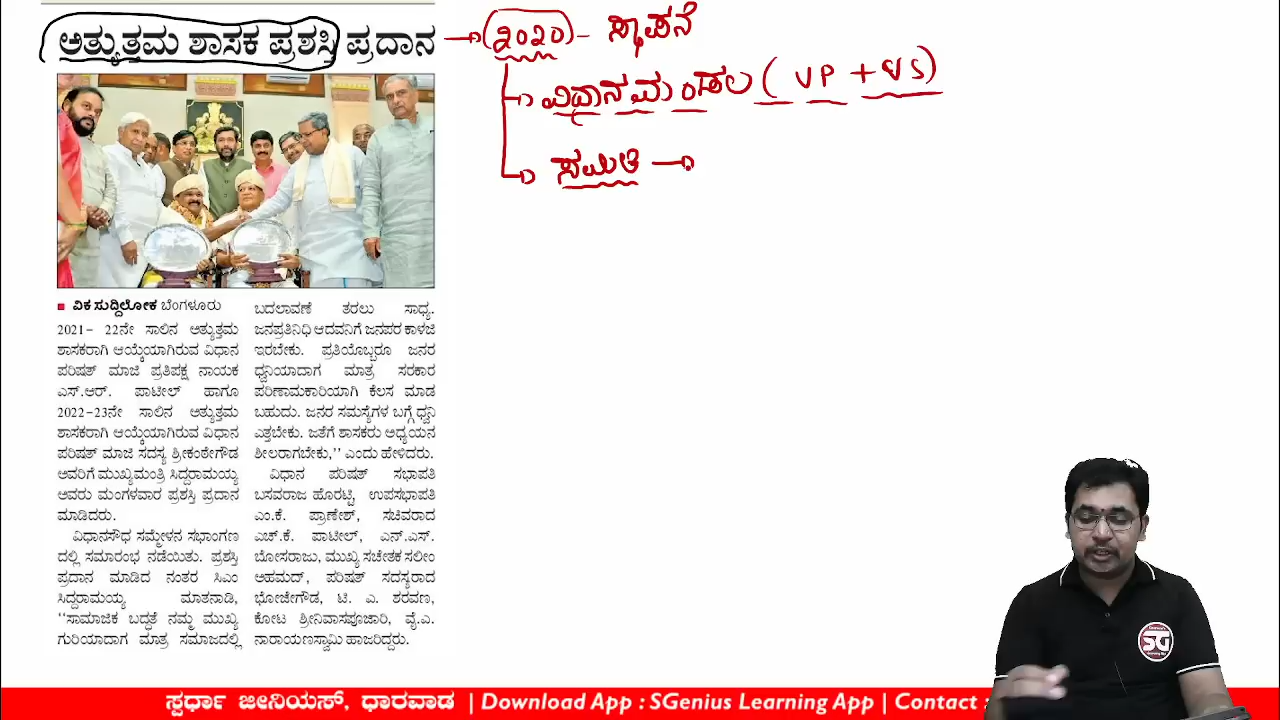 ಅತ್ಯುತ್ತಮ ಶಾಸಕ ಪ್ರಶಸ್ತಿ ಪ್ರದಾನ
೨೦೨೦ - ಸ್ಥಾಪನೆ
ವಿಧಾನ ಮಂಡಲ ( VP + VS )
ಸಮಿತಿ
ವಿಕ ಸುದ್ದಿಲೋಕ ಬೆಂಗಳೂರು
2021– 22ನೇ ಸಾಲಿನ ಅತ್ಯುತ್ತಮ
ಶಾಸಕರಾಗಿ ಆಯ್ಕೆಯಾಗಿರುವ ವಿಧಾನ
ಪರಿಷತ್ ಮಾಜಿ ಪ್ರತಿಪಕ್ಷ ನಾಯಕ
ಎಸ್.ಆರ್. ಪಾಟೀಲ್ ಹಾಗೂ
2022-23ನೇ ಸಾಲಿನ ಅತ್ಯುತ್ತಮ
ಶಾಸಕರಾಗಿ ಆಯ್ಕೆಯಾಗಿರುವ ವಿಧಾನ
ಪರಿಷತ್ ಮಾಜಿ ಸದಸ್ಯ ಶ್ರೀಕಂಠೇಗೌಡ
ಅವರಿಗೆ ಮುಖ್ಯಮಂತ್ರಿ ಸಿದ್ದರಾಮಯ್ಯ
ಅವರು ಮಂಗಳವಾರ ಪ್ರಶಸ್ತಿ ಪ್ರದಾನ
ಮಾಡಿದರು.
ವಿಧಾನಸೌಧ ಸಮ್ಮೇಳನ ಸಭಾಂಗಣ
ದಲ್ಲಿ ಸಮಾರಂಭ ನಡೆಯಿತು. ಪ್ರಶಸ್ತಿ
ಪ್ರದಾನ ಮಾಡಿದ ನಂತರ ಸಿಎಂ
ಸಿದ್ದರಾಮಯ್ಯ ಮಾತನಾಡಿ,
''ಸಾಮಾಜಿಕ ಬದ್ಧತೆ ನಮ್ಮ ಮುಖ್ಯ
ಗುರಿಯಾದಾಗ ಮಾತ್ರ ಸಮಾಜದಲ್ಲಿ
ಬದಲಾವಣೆ ತರಲು ಸಾಧ್ಯ.
ಜನಪ್ರತಿನಿಧಿ ಆದವನಿಗೆ ಜನಪರ ಕಾಳಜಿ
ಇರಬೇಕು. ಪ್ರತಿಯೊಬ್ಬರೂ ಜನರ
ಧ್ವನಿಯಾದಾಗ ಮಾತ್ರ ಸರಕಾರ
ಪರಿಣಾಮಕಾರಿಯಾಗಿ ಕೆಲಸ ಮಾಡ
ಬಹುದು. ಜನರ ಸಮಸ್ಯೆಗಳ ಬಗ್ಗೆ ಧ್ವನಿ
ಎತ್ತಬೇಕು. ಜತೆಗೆ ಶಾಸಕರು ಅಧ್ಯಯನ
ಶೀಲರಾಗಬೇಕು,'' ಎಂದು ಹೇಳಿದರು.
ವಿಧಾನ ಪರಿಷತ್ ಸಭಾಪತಿ
ಬಸವರಾಜ ಹೊರಟ್ಟಿ, ಉಪಸಭಾಪತಿ
ಎಂ.ಕೆ. ಪ್ರಾಣೇಶ್, ಸಚಿವರಾದ
ಎಚ್.ಕೆ. ಪಾಟೀಲ್, ಎನ್.ಎಸ್.
ಬೋಸರಾಜು, ಮುಖ್ಯ ಸಚೇತಕ ಸಲೀಂ
ಅಹಮದ್, ಪರಿಷತ್ ಸದಸ್ಯರಾದ
ಭೋಜೇಗೌಡ, ಟಿ. ಎ. ಶರವಣ,
ಕೋಟ ಶ್ರೀನಿವಾಸಪೂಜಾರಿ, ವೈ.ಎ.
ನಾರಾಯಣಸ್ವಾಮಿ ಹಾಜರಿದ್ದರು.
SG
ಸ್ಪರ್ಧಾ ಜೀನಿಯಸ್, ಧಾರವಾಡ | Download App : SGenius Learning App | Contact :